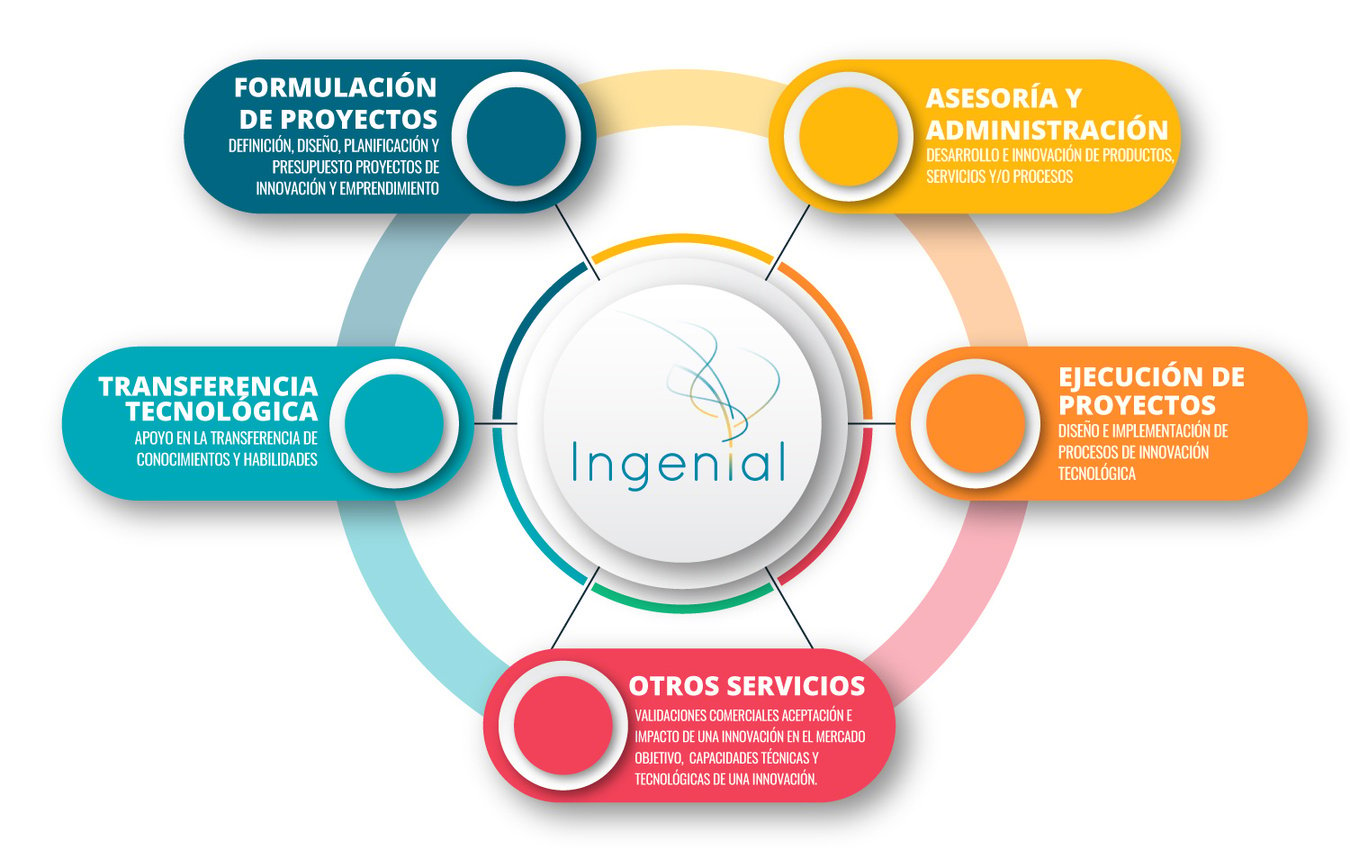 FORMULACIÓN
DE PROYECTOS
DEFINICIÓN, DISEÑO, PLANIFICACIÓN Y
PRESUPUESTO PROYECTOS DE
INNOVACIÓN Y EMPRENDIMIENTO
ASESORÍA Y
ADMINISTRACIÓN
DESARROLLO E INNOVACIÓN DE PRODUCTOS,
SERVICIOS Y/O PROCESOS
TRANSFERENCIA
TECNOLÓGICA
APOYO EN LA TRANSFERENCIA DE
CONOCIMIENTOS Y HABILIDADES
Ingenial
EJECUCIÓN DE
PROYECTOS
DISEÑO E IMPLEMENTACIÓN DE
PROCESOS DE INNOVACIÓN
TECNOLÓGICA
OTROS SERVICIOS
VALIDACIONES COMERCIALES ACEPTACIÓN E
IMPACTO DE UNA INNOVACIÓN EN EL MERCADO
OBJETIVO, CAPACIDADES TÉCNICAS Y
TECNOLÓGICAS DE UNA INNOVACIÓN.